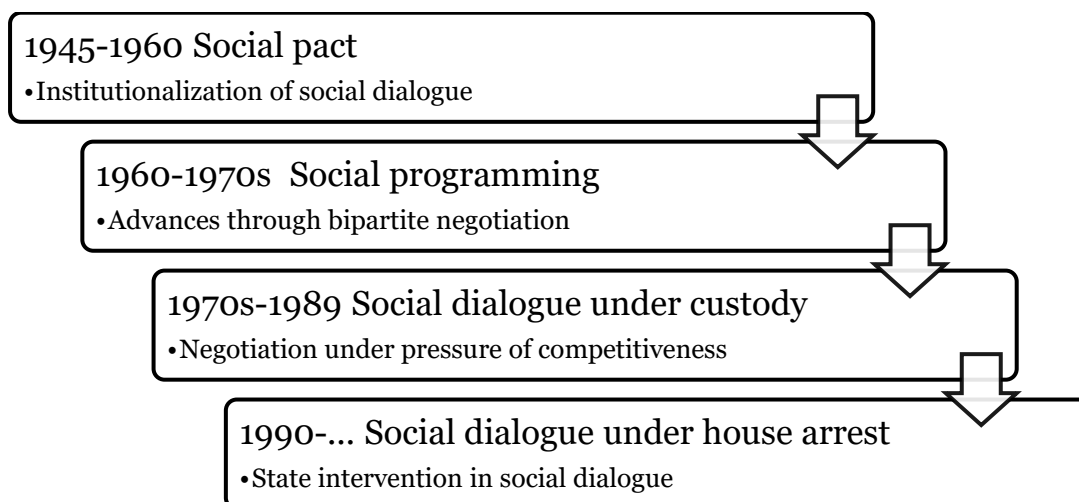 1945-1960 Social pact
•Institutionalization of social dialogue
1960-1970s  Social programming
•Advances through bipartite negotiation
1970s-1989 Social dialogue under custody
•Negotiation under pressure of competitiveness
1990-... Social dialogue under house arrest
•State intervention in social dialogue